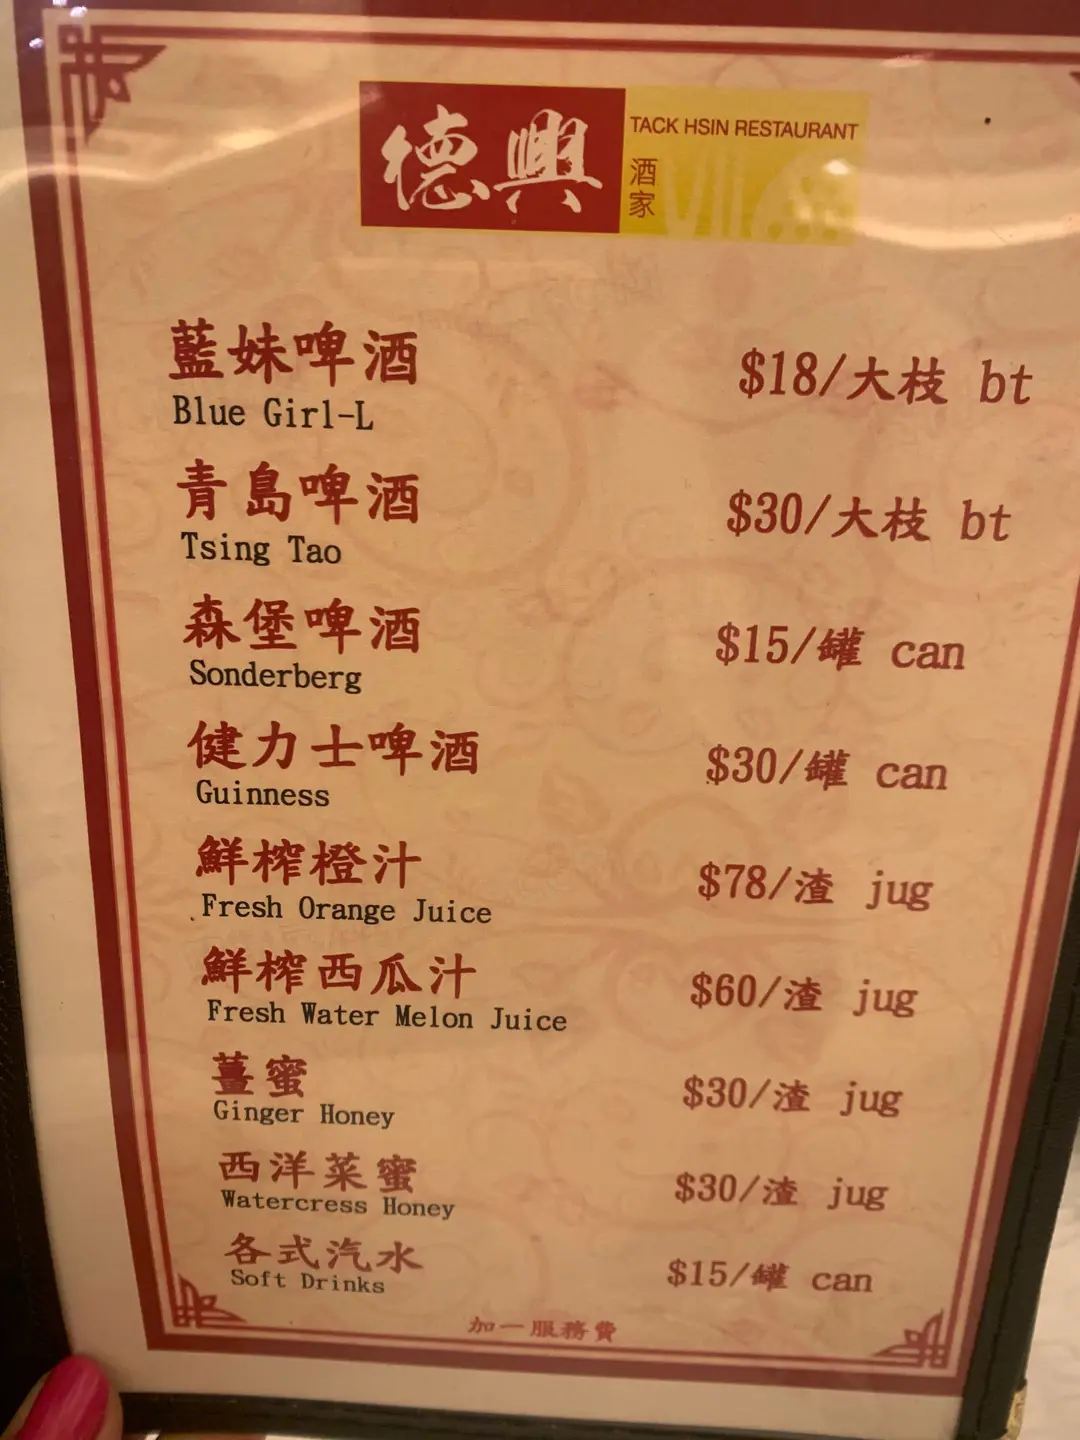 德興
TACK HSIN RESTAURANT
酒家
藍妹啤酒 $18/大枝 bt
Blue Girl-L
青島啤酒 $30/大枝 bt
Tsing Tao
森堡啤酒 $15/罐 can
Sonderberg
健力士啤酒 $30/罐 can
Guinness
鮮榨橙汁 $78/渣 jug
Fresh Orange Juice
鮮榨西瓜汁 $60/渣 jug
Fresh Water Melon Juice
薑蜜 $30/渣 jug
Ginger Honey
西洋菜蜜 $30/渣 jug
Watercress Honey
各式汽水 $15/罐 can
Soft Drinks
加一服務費